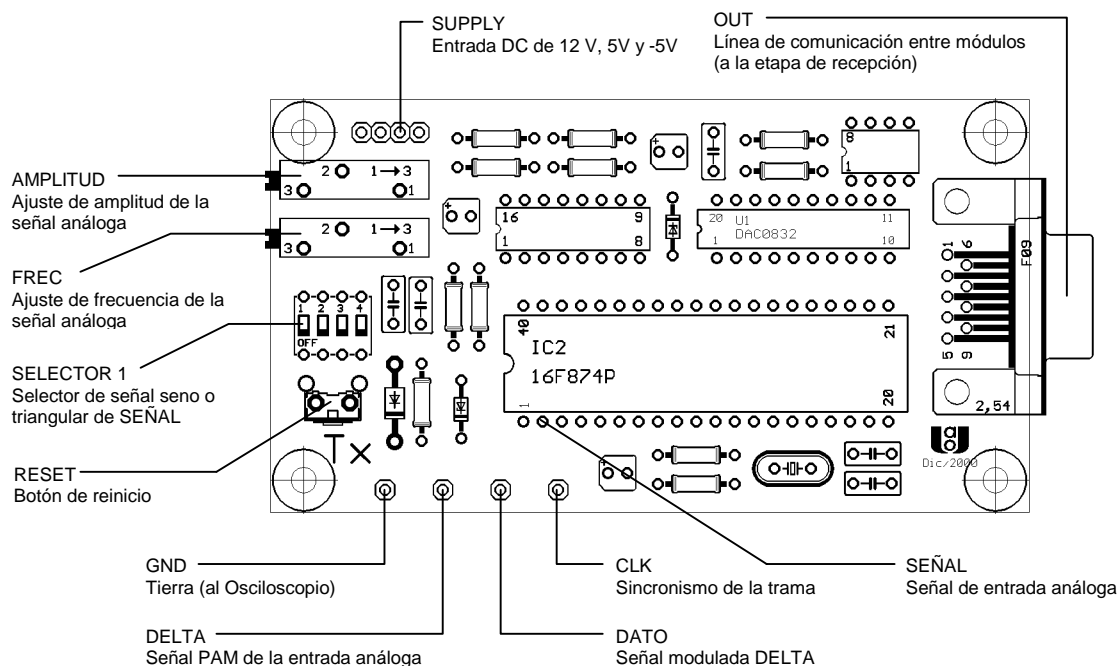 SUPPLY
Entrada DC de 12 V, 5V y -5V
OUT
Línea de comunicación entre módulos
(a la etapa de recepción)
AMPLITUD
Ajuste de amplitud de la
señal análoga
FREC
Ajuste de frecuencia de la
señal análoga
SELECTOR 1
Selector de señal seno o
triangular de SEÑAL
RESET
Botón de reinicio
+
2 1 3
3 1
+
2 1 3
3 1
1 2 3 4
OFF
TX
16 9
1 8
+
8
1
20 U1 11
1 DAC0832 10
40 21
IC2
16F874P
1 20
1 6
F09
5 9
2,54
Dic/2000
+
GND
Tierra (al Osciloscopio)
CLK
Sincronismo de la trama
SEÑAL
Señal de entrada análoga
DELTA
Señal PAM de la entrada análoga
DATO
Señal modulada DELTA